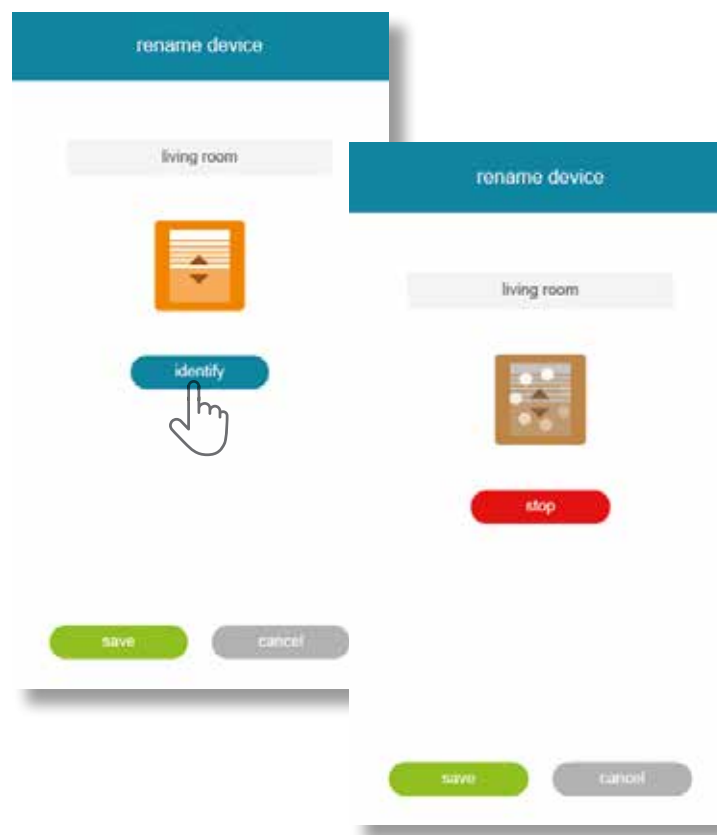 rename device
living room
identify
save
cancel
rename device
living room
stop
save
cancel